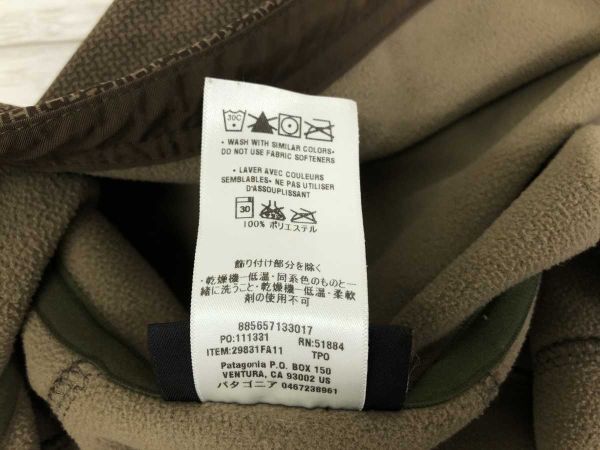 30C
• WASH WITH SIMILAR COLORS•
DO NOT USE FABRIC SOFTENERS
• LAVER AVEC COULEURS
SEMBLABLES• NE PAS UTILISER
D'ASSOUPLISSANT
30
100% ポリエステル
飾り付け部分を除く
・乾燥機一低温・同系色のものと一
緒に洗うこと・乾燥機一低温・柔軟
剤の使用不可
885657133017
PO:111331 RN:51884
ITEM:29831FA11 TPO
Patagonia P.O. BOX 150
VENTURA, CA 93002 US
パタゴニア 0467238961